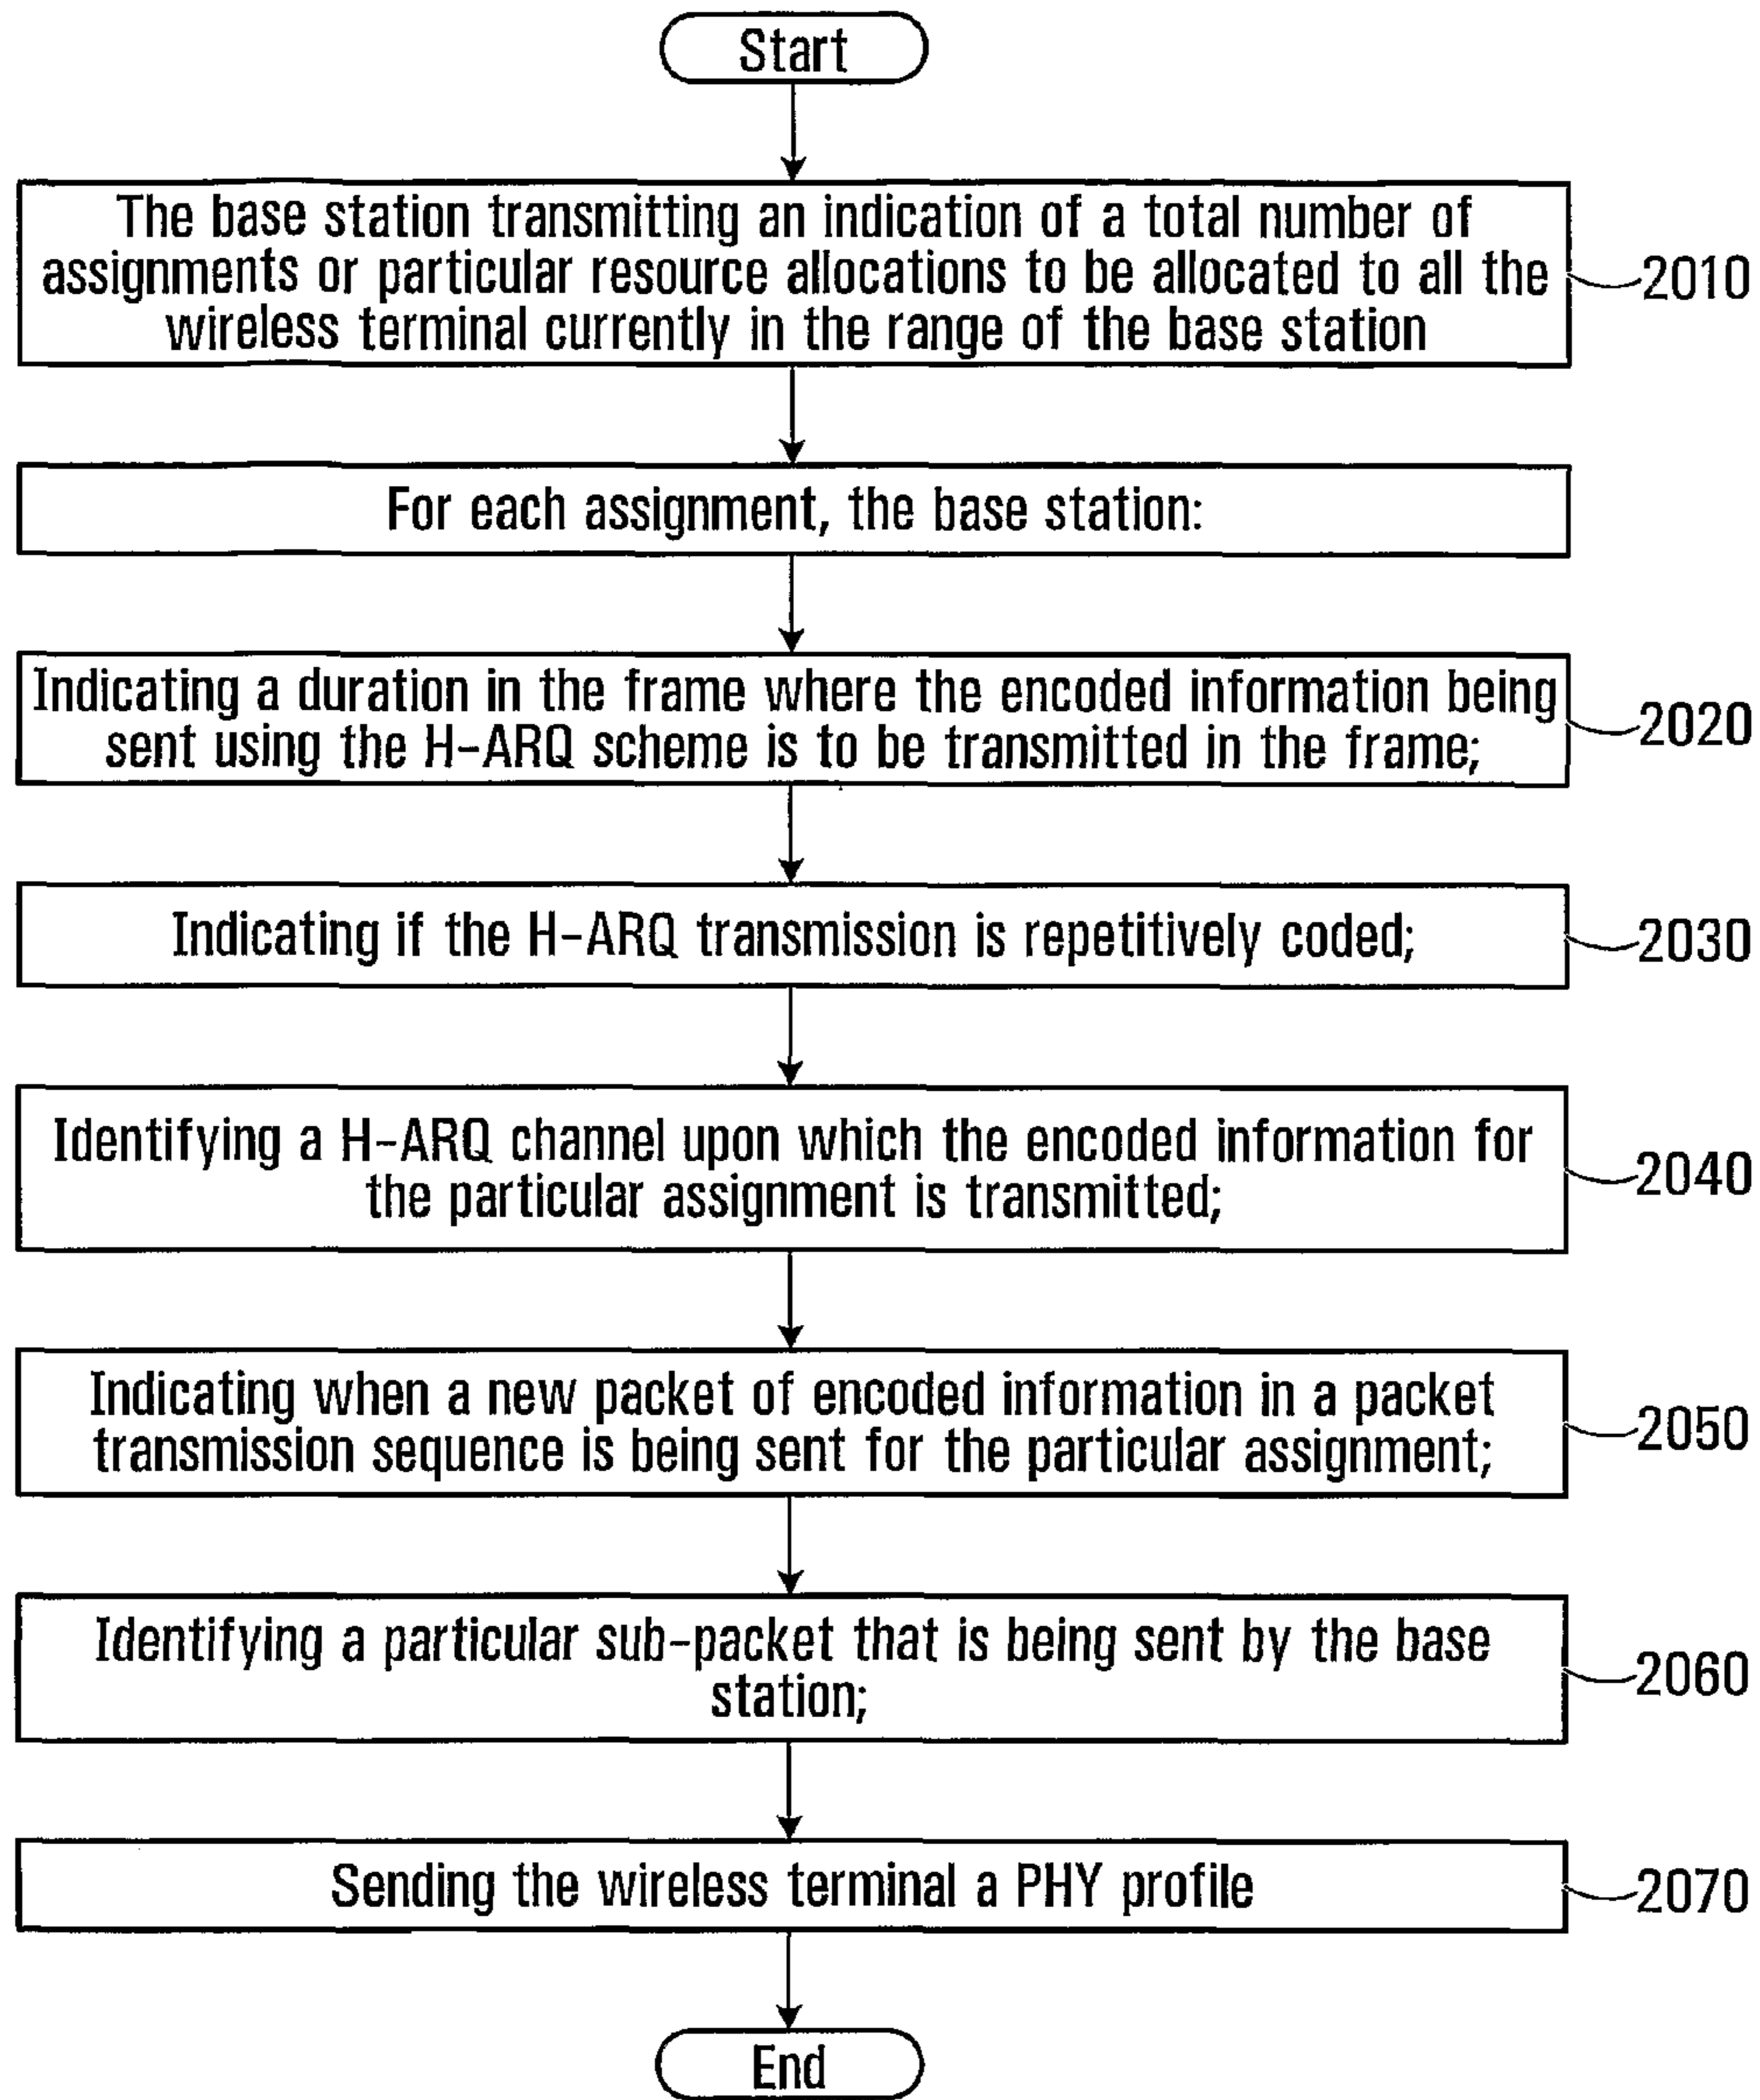 Start
The base station transmitting an indication of a total number of
assignments or particular resource allocations to be allocated to all the
wireless terminal currently in the range of the base station
2010
For each assignment, the base station:
Indicating a duration in the frame where the encoded information being
sent using the H-ARQ scheme is to be transmitted in the frame;
2020
Indicating if the H-ARQ transmission is repetitively coded;
2030
Identifying a H-ARQ channel upon which the encoded information for
the particular assignment is transmitted;
2040
Indicating when a new packet of encoded information in a packet
transmission sequence is being sent for the particular assignment;
2050
Identifying a particular sub-packet that is being sent by the base
station;
2060
Sending the wireless terminal a PHY profile
2070
End